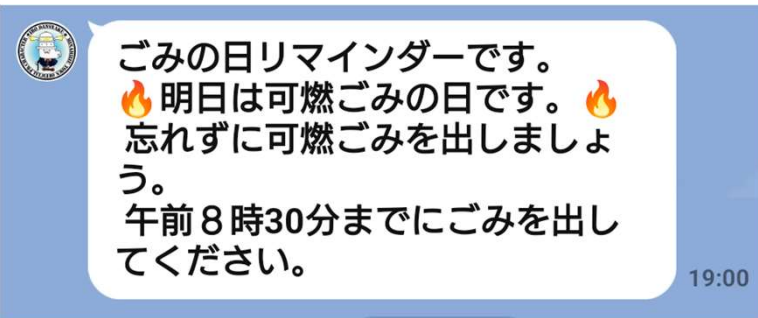 ごみの日リマインダーです。
🔥明日は可燃ごみの日です。🔥
忘れずに可燃ごみを出しましょ
う。
午前８時30分までにごみを出し
てください。
19:00